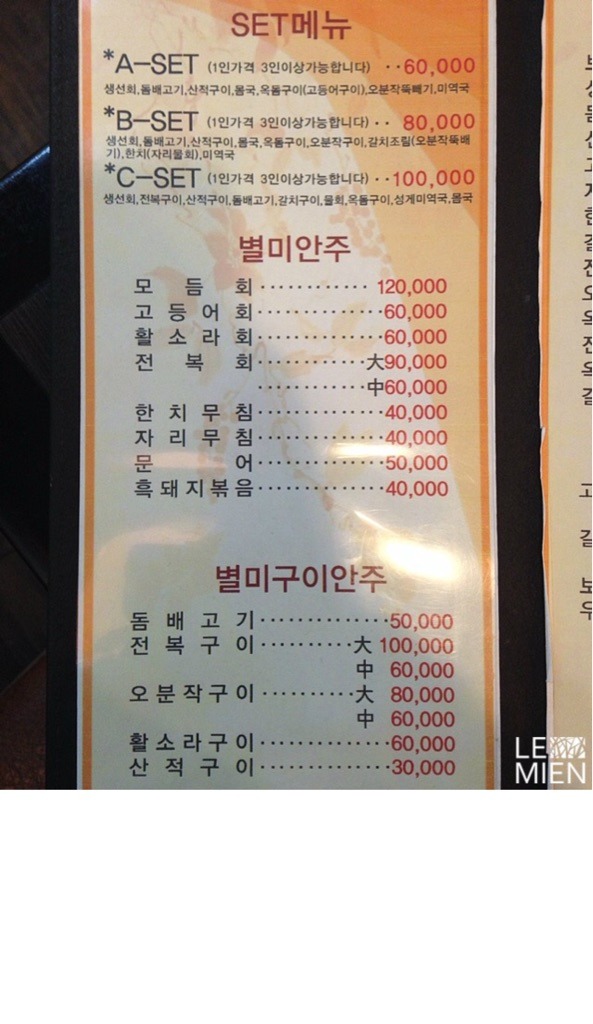 SET메뉴
*A-SET (1인가격 3인이상가능합니다) ··60,000
생선회,돔배고기,산적구이,몸국,옥돔구이(고등어구이),오분작뚝빼기,미역국
*B-SET (1인가격 3인이상가능합니다) ·· 80,000
생선회,돔배고기,산적구이,몸국,옥돔구이,오분작구이,갈치조림(오분작뚝배
기),한치(자리물회),미역국
*C-SET (1인가격 3인이상가능합니다) ··100,000
생선회,전복구이,산적구이,돔배고기,갈치구이,물회,옥돔구이,성게미역국,몸국
별미안주
모 듬 회 ············ 120,000
고 등 어 회 ············60,000
활 소 라 회 ············60,000
전 복 회 ············大90,000
············中60,000
한 치 무 침 ············40,000
자 리 무 침 ············40,000
문 어 ············50,000
흑돼지볶음 ············40,000
별미구이안주
돔 배 고 기 ············50,000
전 복 구 이 ·········大 100,000
中 60,000
오분작구이 ·········大 80,000
中 60,000
활소라구이 ············60,000
산 적 구 이 ············30,000
LE
MIEN